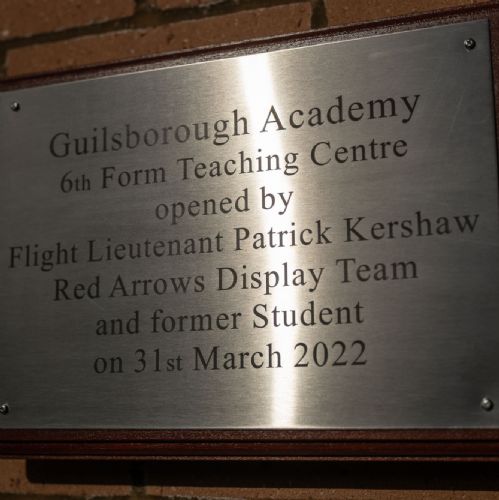 Guilsborough Academy
6th Form Teaching Centre
opened by
Flight Lieutenant Patrick Kershaw
Red Arrows Display Team
and former Student
on 31st March 2022